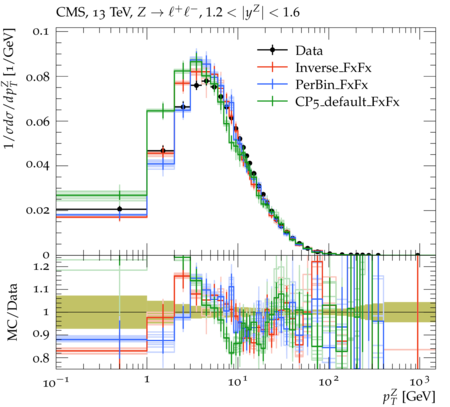 CMS, 13 TeV, Z → ℓ⁺ℓ⁻, 1.2 < |y^Z| < 1.6
1/σdσ/dp_T^Z [1/GeV]
0.1
0.08
0.06
0.04
0.02
0
Data
Inverse_FxFx
PerBin_FxFx
CP5_default_FxFx
MC/Data
1.2
1.1
1
0.9
0.8
10⁻¹ 1 10¹ 10² 10³
p_T^Z [GeV]